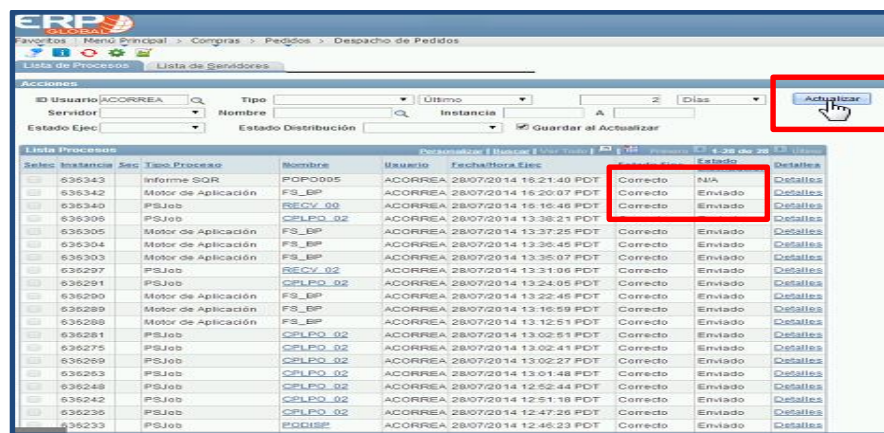 ERP
GLOBAL
Favoritos Menú Principal > Compras > Pedidos > Despacho de Pedidos
Lista de Procesos Lista de Servidores
Acciones
ID Usuario ACORREA Tipo Último 2 Días Actualizar
Servidor Nombre Instancia A
Estado Ejec Estado Distribución Guardar al Actualizar
Lista Procesos Personalizar | Buscar | Ver Todo | Primero 1-28 de 28 Último
Selec Instancia Sec Tipo Proceso Nombre Usuario Fecha/Hora Ejec Estado Ejec Estado Detalles
636343 Informe SQR POPO005 ACORREA 28/07/2014 16:21:40 PDT Correcto N/A Detalles
636342 Motor de Aplicación FS_BP ACORREA 28/07/2014 16:20:07 PDT Correcto Enviado Detalles
636340 PSJob RECV_00 ACORREA 28/07/2014 16:16:46 PDT Correcto Enviado Detalles
636306 PSJob CPLPO_02 ACORREA 28/07/2014 13:38:21 PDT Correcto Enviado Detalles
636305 Motor de Aplicación FS_BP ACORREA 28/07/2014 13:37:25 PDT Correcto Enviado Detalles
636304 Motor de Aplicación FS_BP ACORREA 28/07/2014 13:36:45 PDT Correcto Enviado Detalles
636303 Motor de Aplicación FS_BP ACORREA 28/07/2014 13:35:07 PDT Correcto Enviado Detalles
636297 PSJob RECV_02 ACORREA 28/07/2014 13:31:06 PDT Correcto Enviado Detalles
636291 PSJob CPLPO_02 ACORREA 28/07/2014 13:24:05 PDT Correcto Enviado Detalles
636290 Motor de Aplicación FS_BP ACORREA 28/07/2014 13:22:45 PDT Correcto Enviado Detalles
636289 Motor de Aplicación FS_BP ACORREA 28/07/2014 13:16:59 PDT Correcto Enviado Detalles
636288 Motor de Aplicación FS_BP ACORREA 28/07/2014 13:12:51 PDT Correcto Enviado Detalles
636281 PSJob CPLPO_02 ACORREA 28/07/2014 13:02:51 PDT Correcto Enviado Detalles
636275 PSJob CPLPO_02 ACORREA 28/07/2014 13:02:41 PDT Correcto Enviado Detalles
636269 PSJob CPLPO_02 ACORREA 28/07/2014 13:02:27 PDT Correcto Enviado Detalles
636263 PSJob CPLPO_02 ACORREA 28/07/2014 13:01:48 PDT Correcto Enviado Detalles
636248 PSJob CPLPO_02 ACORREA 28/07/2014 12:52:44 PDT Correcto Enviado Detalles
636242 PSJob CPLPO_02 ACORREA 28/07/2014 12:51:18 PDT Correcto Enviado Detalles
636236 PSJob CPLPO_02 ACORREA 28/07/2014 12:47:26 PDT Correcto Enviado Detalles
636233 PSJob PODISP ACORREA 28/07/2014 12:46:23 PDT Correcto Enviado Detalles